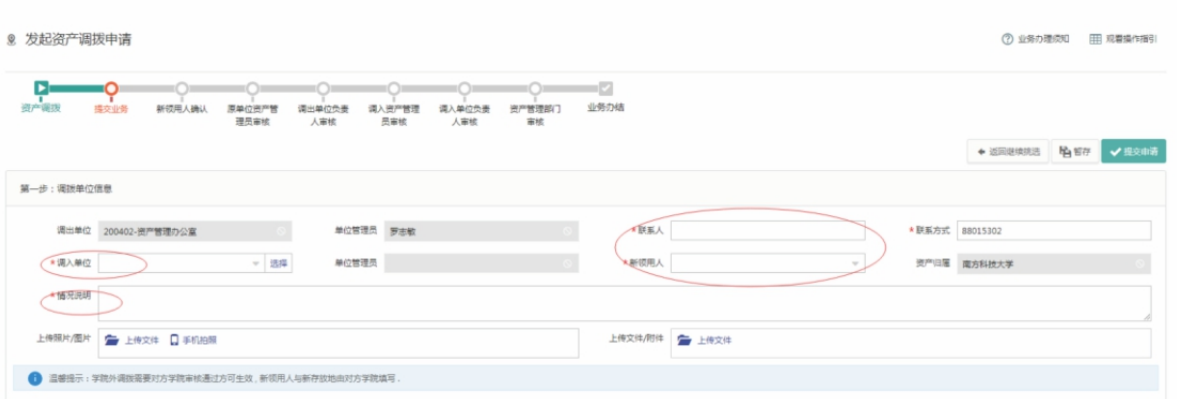 发起资产调拨申请
业务办理须知 观看操作指引
资产调拨 提交业务 新领用人确认 原单位资产管理员审核 调出单位负责人审核 调入资产管理员审核 调入单位负责人审核 资产管理部门审核 业务办结
返回继续挑选 暂存 提交申请
第一步：调拨单位信息
调出单位 200402-资产管理办公室 单位管理员 罗志敏 *联系人 *联系方式 88015302
*调入单位 选择 单位管理员 *新领用人 资产归属 南方科技大学
*情况说明
上传照片/图片 上传文件 手机拍照 上传文件/附件 上传文件
温馨提示：学院外调拨需要对方学院审核通过方可生效，新领用人与新存放地由对方学院填写.